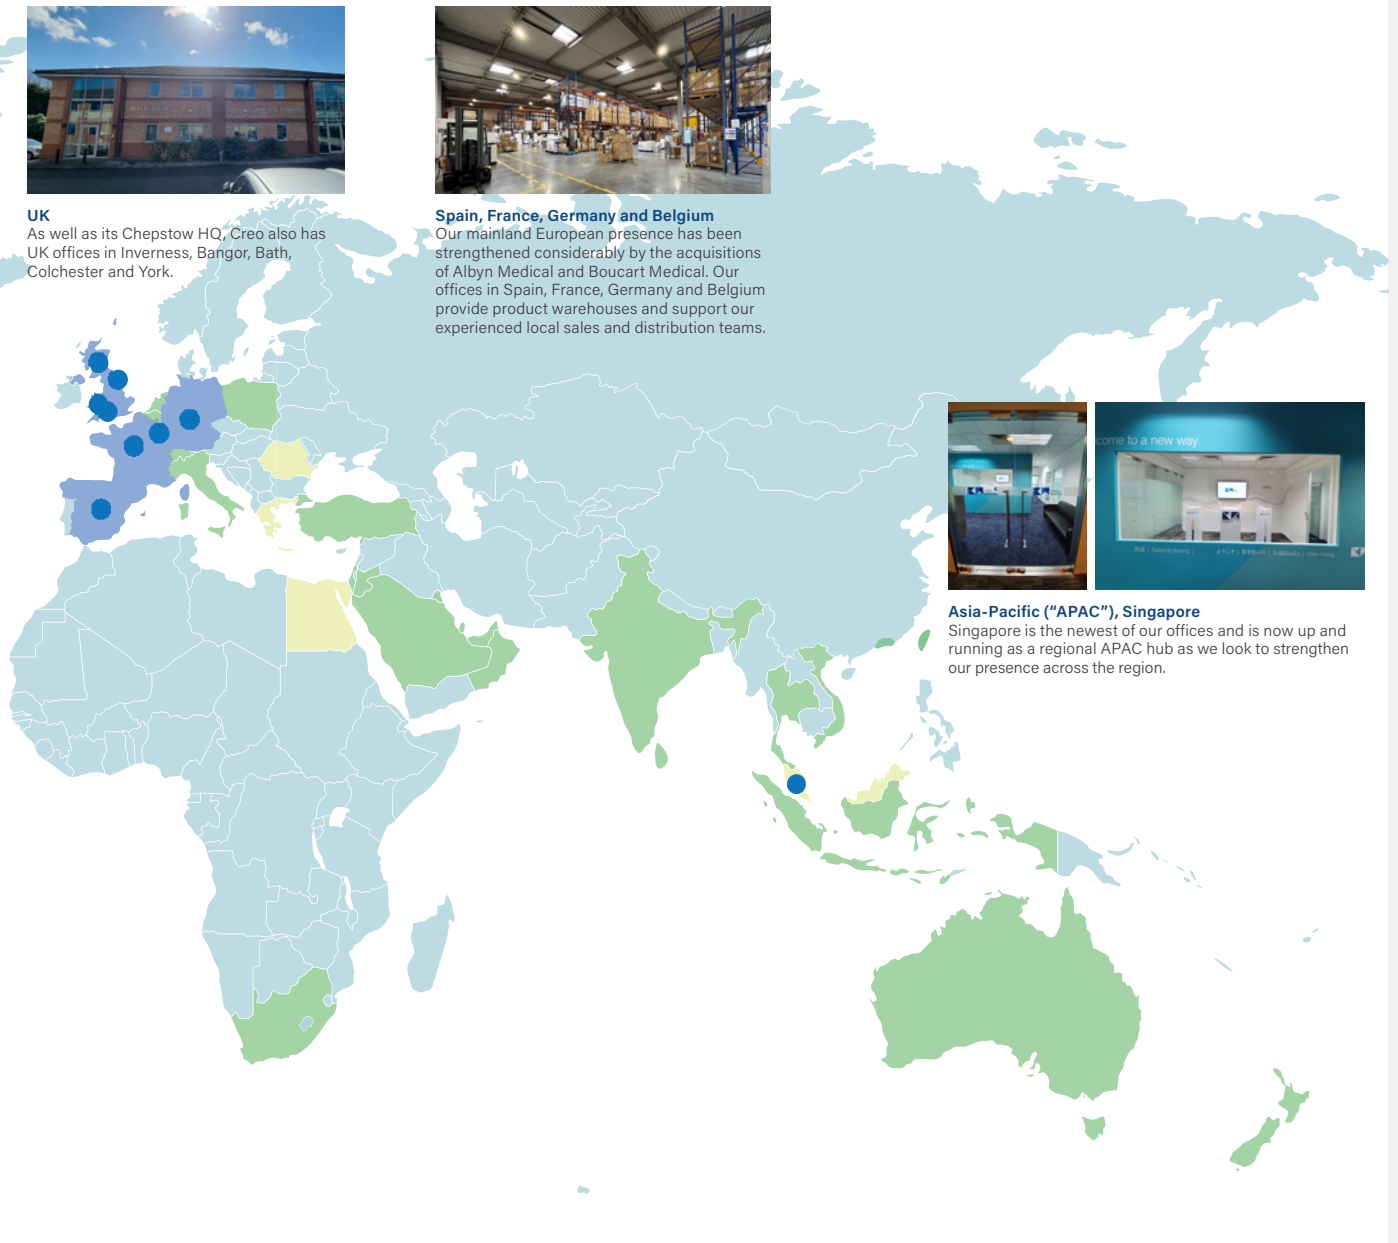 UK
As well as its Chepstow HQ, Creo also has
UK offices in Inverness, Bangor, Bath,
Colchester and York.
Spain, France, Germany and Belgium
Our mainland European presence has been
strengthened considerably by the acquisitions
of Albyn Medical and Boucart Medical. Our
offices in Spain, France, Germany and Belgium
provide product warehouses and support our
experienced local sales and distribution teams.
come to a new way
Asia-Pacific (“APAC”), Singapore
Singapore is the newest of our offices and is now up and
running as a regional APAC hub as we look to strengthen
our presence across the region.